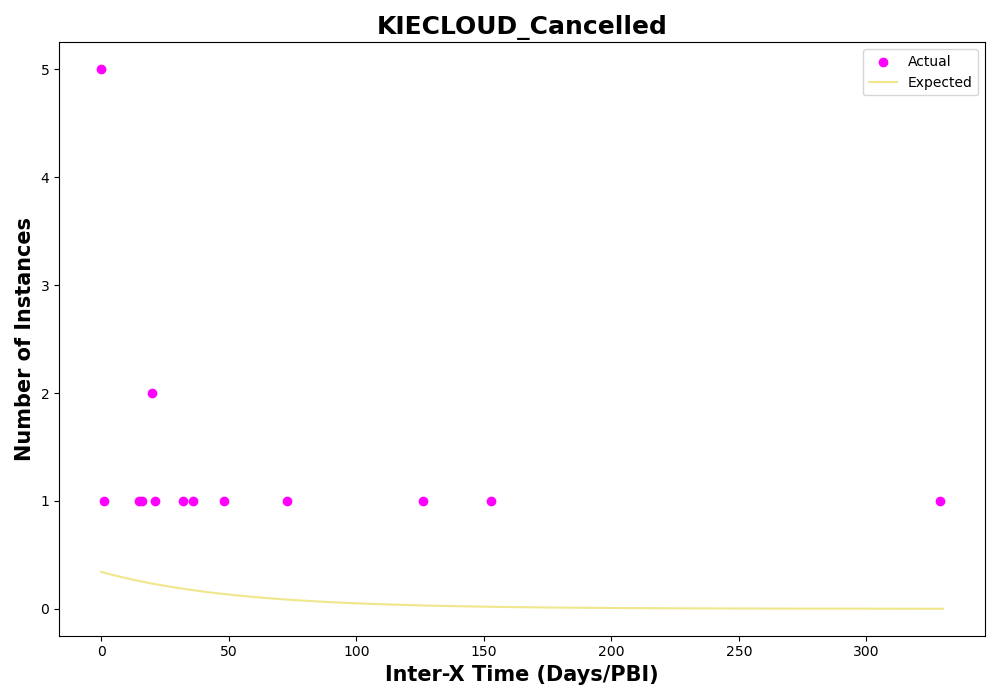 KIECLOUD_Cancelled
Actual
Expected
Number of Instances
5
4
3
2
1
0
0 50 100 150 200 250 300
Inter-X Time (Days/PBI)